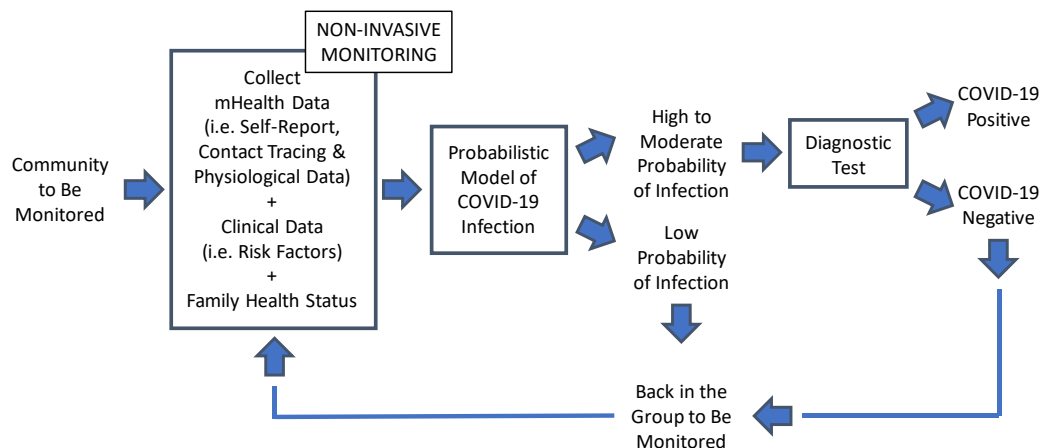 NON-INVASIVE
MONITORING
Community
to Be
Monitored
Collect
mHealth Data
(i.e. Self-Report,
Contact Tracing &
Physiological Data)
+
Clinical Data
(i.e. Risk Factors)
+
Family Health Status
Probabilistic
Model of
COVID-19
Infection
High to
Moderate
Probability
of Infection
Low
Probability
of Infection
Diagnostic
Test
COVID-19
Positive
COVID-19
Negative
Back in the
Group to Be
Monitored